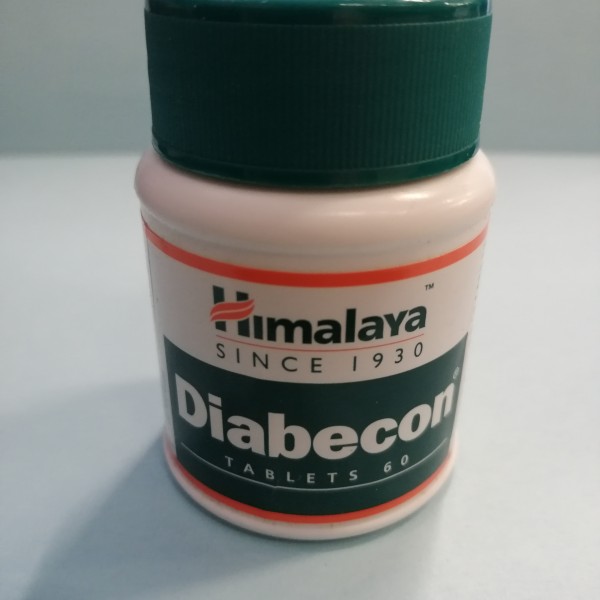 Himalaya™
SINCE 1930
Diabecon®
TABLETS 60